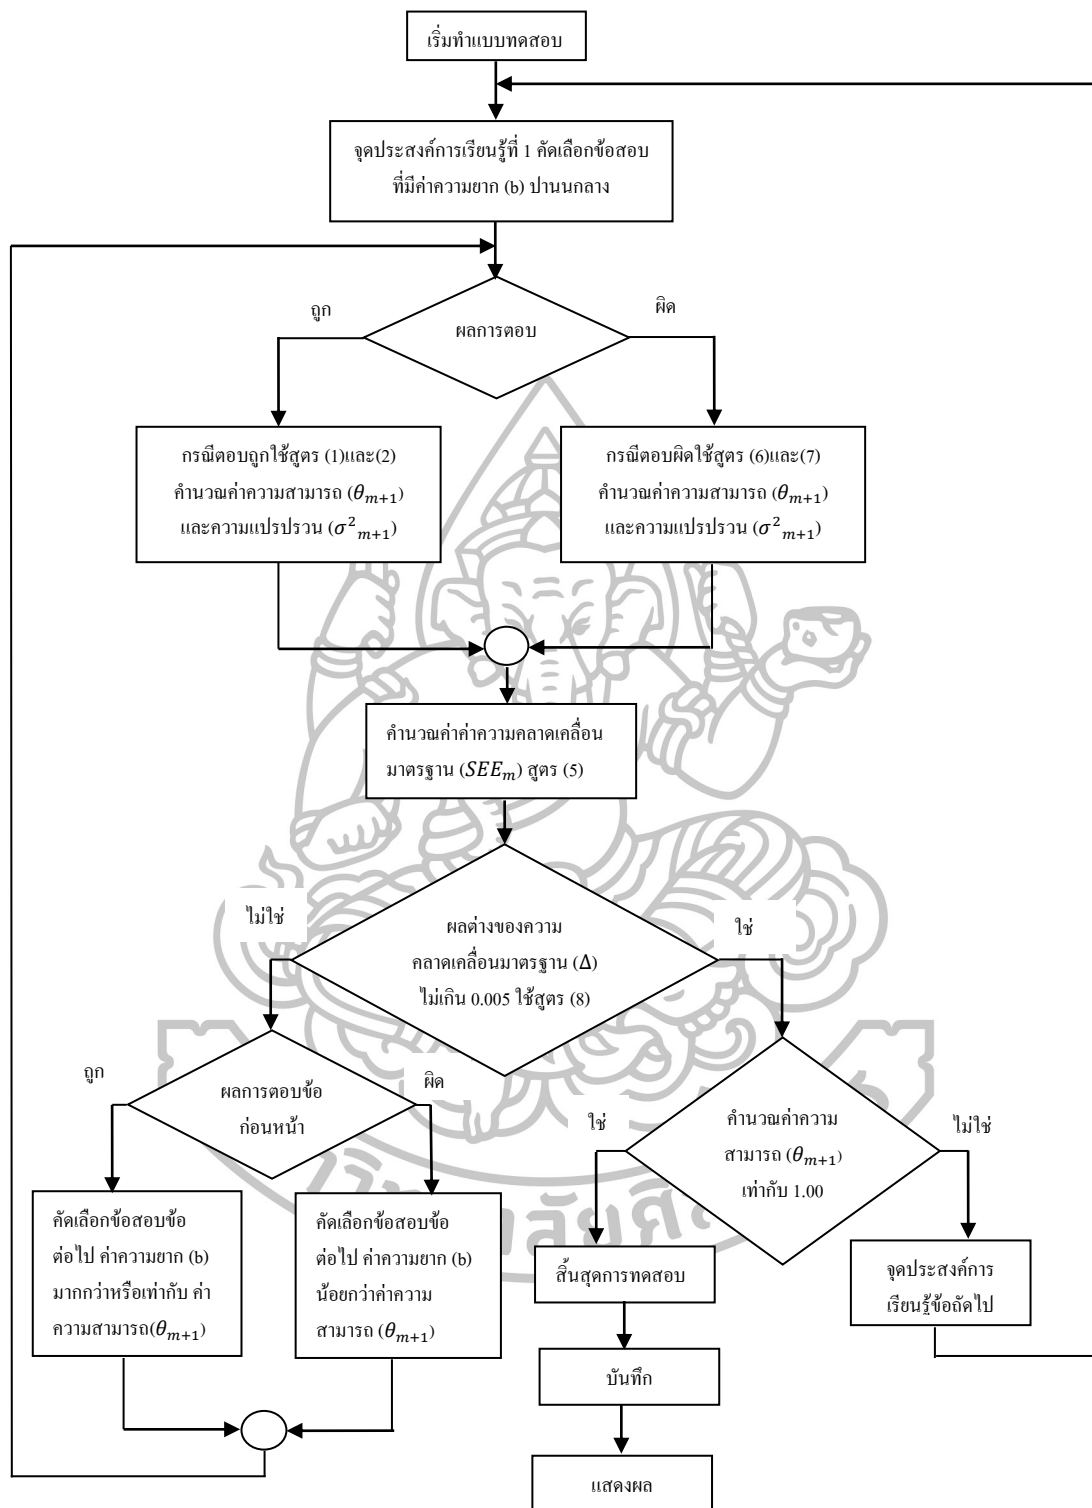 เริ่มทำแบบทดสอบ
จุดประสงค์การเรียนรู้ที่ 1 คัดเลือกข้อสอบ
ที่มีค่าความยาก (b) ปานนกลาง
ถูก
ผิด
ผลการตอบ
กรณีตอบถูกใช้สูตร (1)และ(2)
คำนวณค่าความสามารถ (θₘ₊₁)
และความแปรปรวน (σ²ₘ₊₁)
กรณีตอบผิดใช้สูตร (6)และ(7)
คำนวณค่าความสามารถ (θₘ₊₁)
และความแปรปรวน (σ²ₘ₊₁)
คำนวณค่าค่าความคลาดเคลื่อน
มาตรฐาน (SEEₘ) สูตร (5)
ไม่ใช่
ใช่
ผลต่างของความ
คลาดเคลื่อนมาตรฐาน (Δ)
ไม่เกิน 0.005 ใช้สูตร (8)
ถูก
ผิด
ผลการตอบข้อ
ก่อนหน้า
ใช่
ไม่ใช่
คำนวณค่าความ
สามารถ (θₘ₊₁)
เท่ากับ 1.00
คัดเลือกข้อสอบข้อ
ต่อไป ค่าความยาก (b)
มากกว่าหรือเท่ากับ ค่า
ความสามารถ(θₘ₊₁)
คัดเลือกข้อสอบข้อ
ต่อไป ค่าความยาก (b)
น้อยกว่าค่าความ
สามารถ (θₘ₊₁)
สิ้นสุดการทดสอบ
จุดประสงค์การ
เรียนรู้ข้อถัดไป
บันทึก
แสดงผล